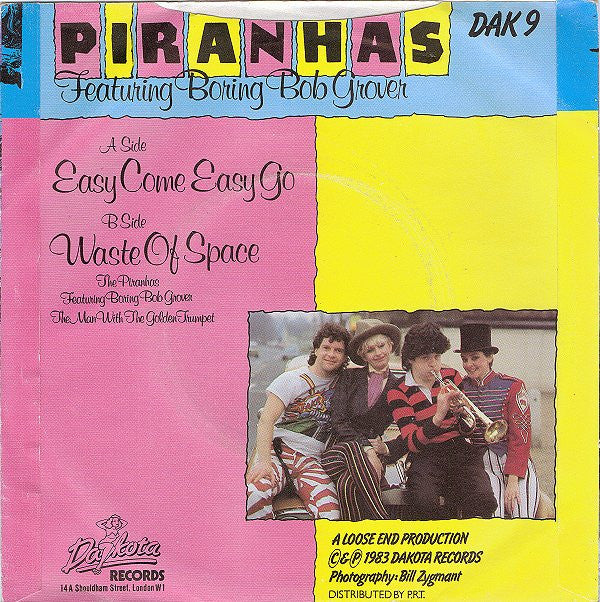 PIRANHAS
DAK 9
Featuring Boring Bob Grover
A Side
Easy Come Easy Go
B Side
Waste Of Space
The Piranhas
Featuring Boring Bob Grover
The Man With The Golden Trumpet
Dakota
RECORDS
14A Shouldham Street, London W1
A LOOSE END PRODUCTION
©&℗ 1983 DAKOTA RECORDS
Photography: Bill Zygmant
DISTRIBUTED BY P.R.T.